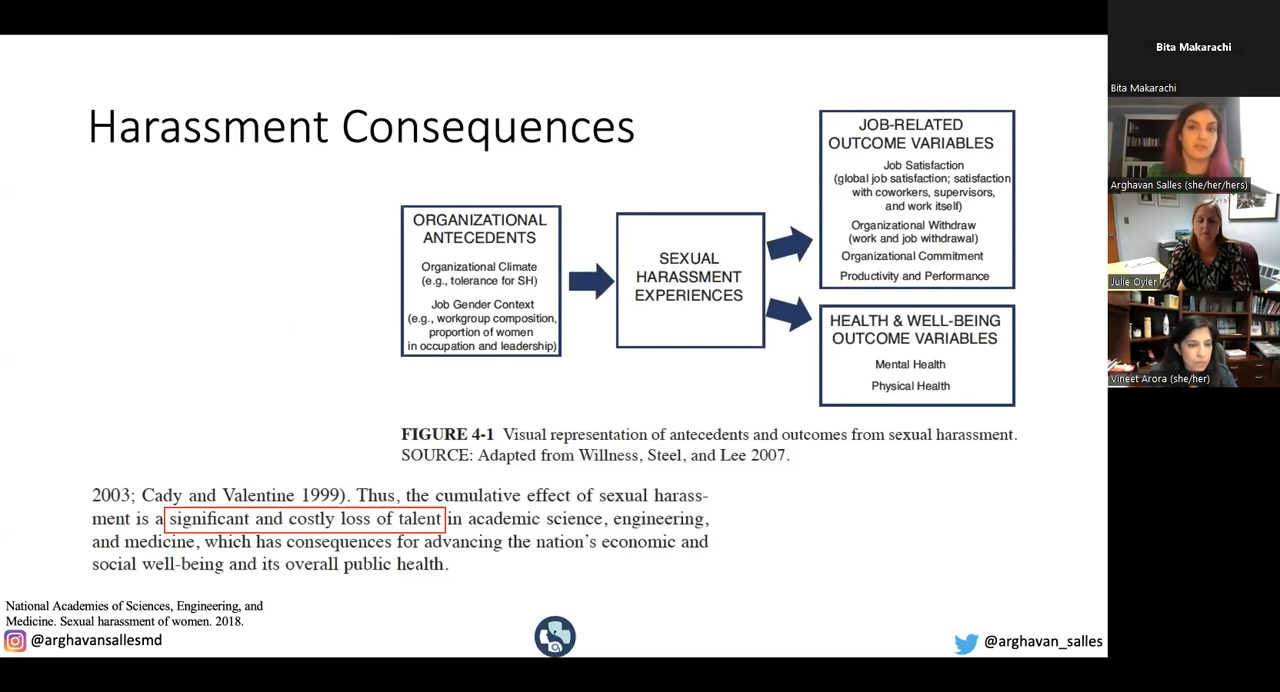 Harassment Consequences
ORGANIZATIONAL
ANTECEDENTS
Organizational Climate
(e.g., tolerance for SH)
Job Gender Context
(e.g., workgroup composition,
proportion of women
in occupation and leadership)
SEXUAL
HARASSMENT
EXPERIENCES
JOB-RELATED
OUTCOME VARIABLES
Job Satisfaction
(global job satisfaction; satisfaction
with coworkers, supervisors,
and work itself)
Organizational Withdraw
(work and job withdrawal)
Organizational Commitment
Productivity and Performance
HEALTH & WELL-BEING
OUTCOME VARIABLES
Mental Health
Physical Health
FIGURE 4-1 Visual representation of antecedents and outcomes from sexual harassment.
SOURCE: Adapted from Willness, Steel, and Lee 2007.
2003; Cady and Valentine 1999). Thus, the cumulative effect of sexual harass-
ment is a significant and costly loss of talent in academic science, engineering,
and medicine, which has consequences for advancing the nation's economic and
social well-being and its overall public health.
National Academies of Sciences, Engineering, and
Medicine. Sexual harassment of women. 2018.
@arghavansallesmd
@arghavan_salles
Bita Makarachi
Bita Makarachi
Arghavan Salles (she/her/hers)
Julie Oyler
Vineet Arora (she/her)